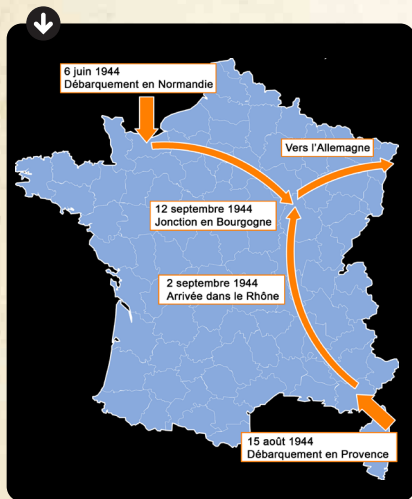 6 juin 1944
Débarquement en Normandie
Vers l'Allemagne
12 septembre 1944
Jonction en Bourgogne
2 septembre 1944
Arrivée dans le Rhône
15 août 1944
Débarquement en Provence